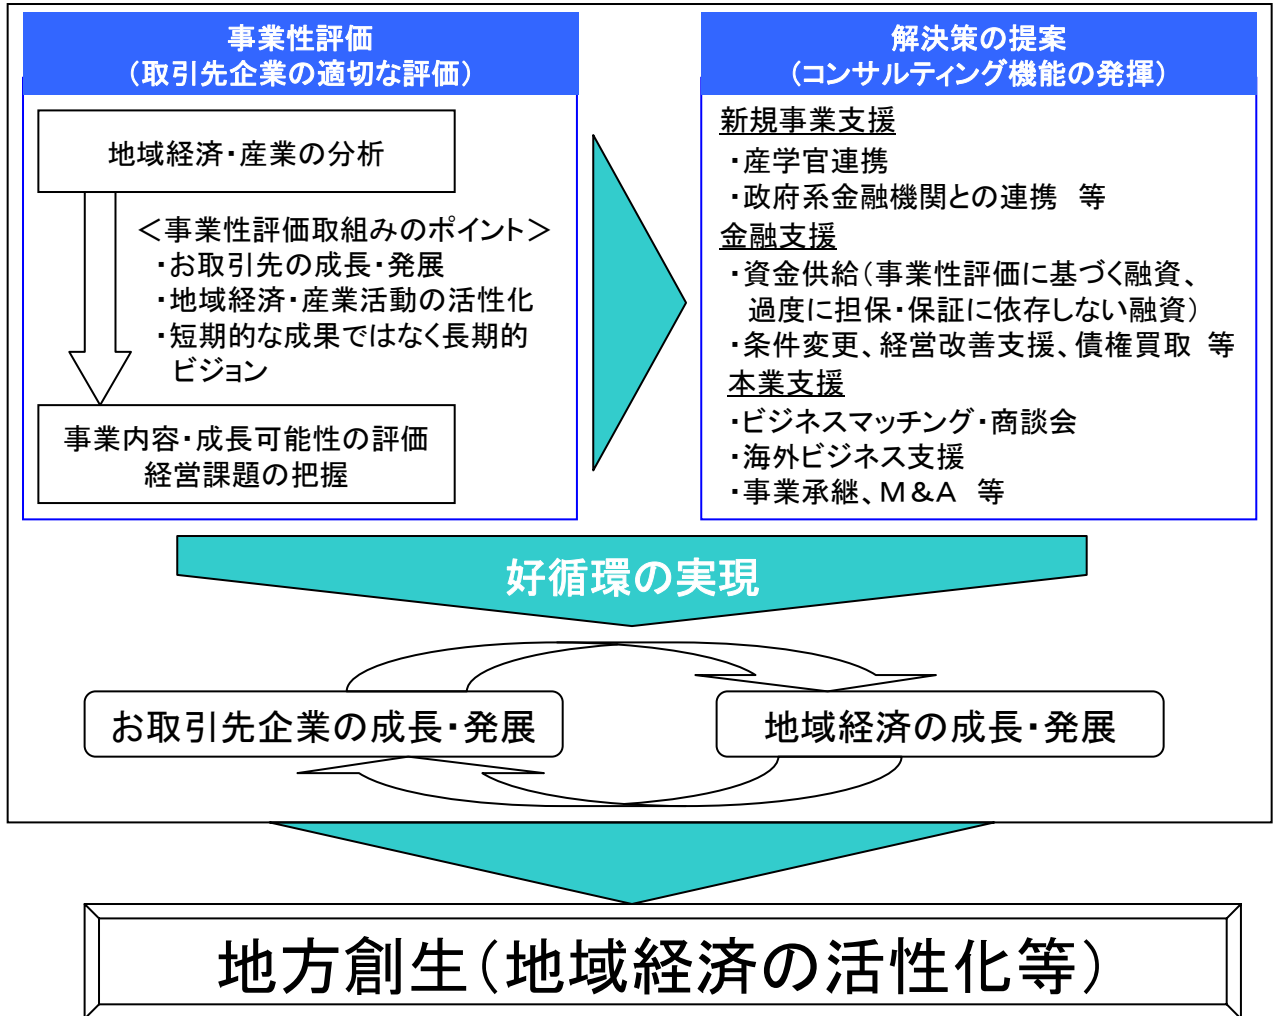 事業性評価
（取引先企業の適切な評価）
地域経済・産業の分析
＜事業性評価取組みのポイント＞
・お取引先の成長・発展
・地域経済・産業活動の活性化
・短期的な成果ではなく長期的
ビジョン
事業内容・成長可能性の評価
経営課題の把握
解決策の提案
（コンサルティング機能の発揮）
新規事業支援
・産学官連携
・政府系金融機関との連携　等
金融支援
・資金供給（事業性評価に基づく融資、
過度に担保・保証に依存しない融資）
・条件変更、経営改善支援、債権買取　等
本業支援
・ビジネスマッチング・商談会
・海外ビジネス支援
・事業承継、Ｍ＆Ａ　等
好循環の実現
お取引先企業の成長・発展
地域経済の成長・発展
地方創生（地域経済の活性化等）